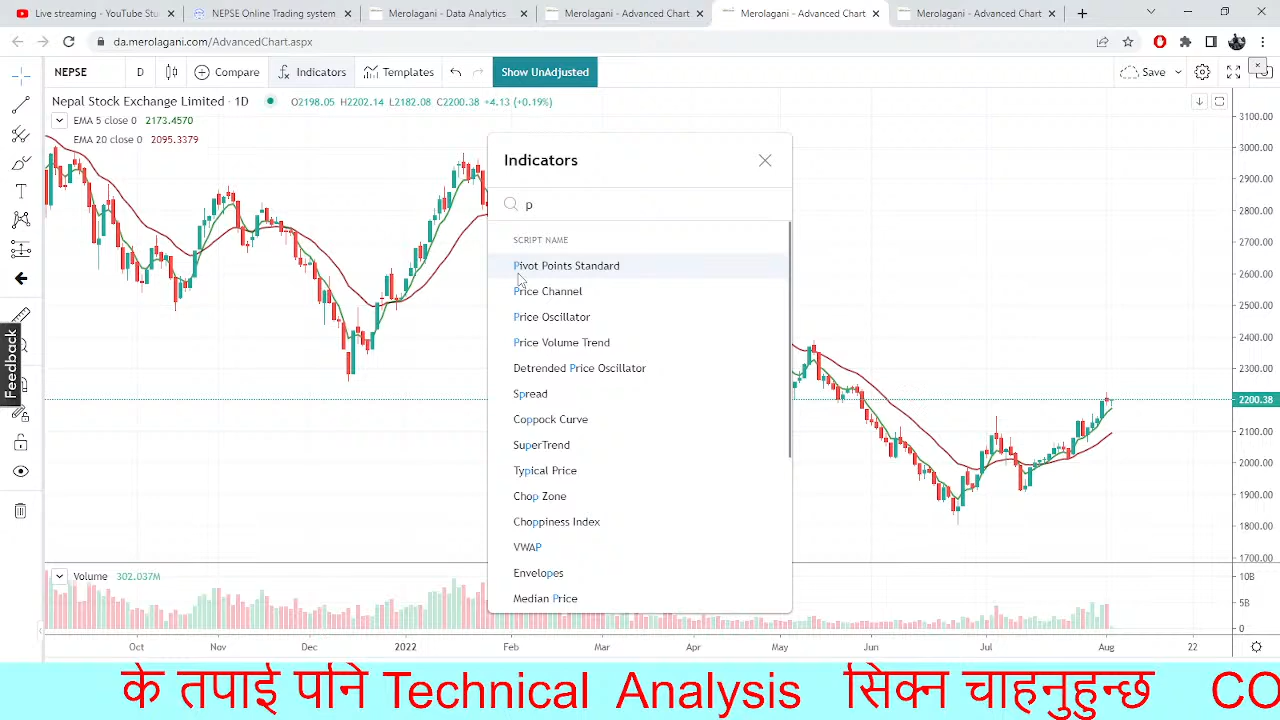 Live streaming - YouTube Stu
NEPSE Online Trading system
Merolagani - Data Analytics
Merolagani - Advanced Chart
Merolagani - Advanced Chart
Merolagani - Advanced Chart
da.merolagani.com/AdvancedChart.aspx
NEPSE D Compare Indicators Templates Show UnAdjusted Save
Nepal Stock Exchange Limited · 1D O2198.05 H2202.14 L2182.08 C2200.38 +4.13 (+0.19%)
EMA 5 close 0 2173.4570
EMA 20 close 0 2095.3379
Indicators
p
SCRIPT NAME
Pivot Points Standard
Price Channel
Price Oscillator
Price Volume Trend
Detrended Price Oscillator
Spread
Coppock Curve
SuperTrend
Typical Price
Chop Zone
Choppiness Index
VWAP
Envelopes
Median Price
Feedback
3100.00
3000.00
2900.00
2800.00
2700.00
2600.00
2500.00
2400.00
2300.00
2200.38
2100.00
2000.00
1900.00
1800.00
1700.00
Volume 302.037M
10B
5B
0
Oct Nov Dec 2022 Feb Mar Apr May Jun Jul Aug 22
के तपाई पनि Technical Analysis सिक्न चाहनुहुन्छ CO